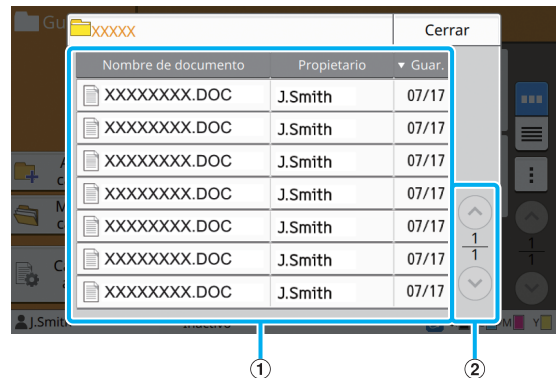 Gu
XXXXX
Cerrar
Nombre de documento Propietario ▼ Guar.
XXXXXXXX.DOC J.Smith 07/17
XXXXXXXX.DOC J.Smith 07/17
XXXXXXXX.DOC J.Smith 07/17
XXXXXXXX.DOC J.Smith 07/17
XXXXXXXX.DOC J.Smith 07/17
XXXXXXXX.DOC J.Smith 07/17
XXXXXXXX.DOC J.Smith 07/17
1
1
1
1
J.Smith Inactivo M Y
1 2